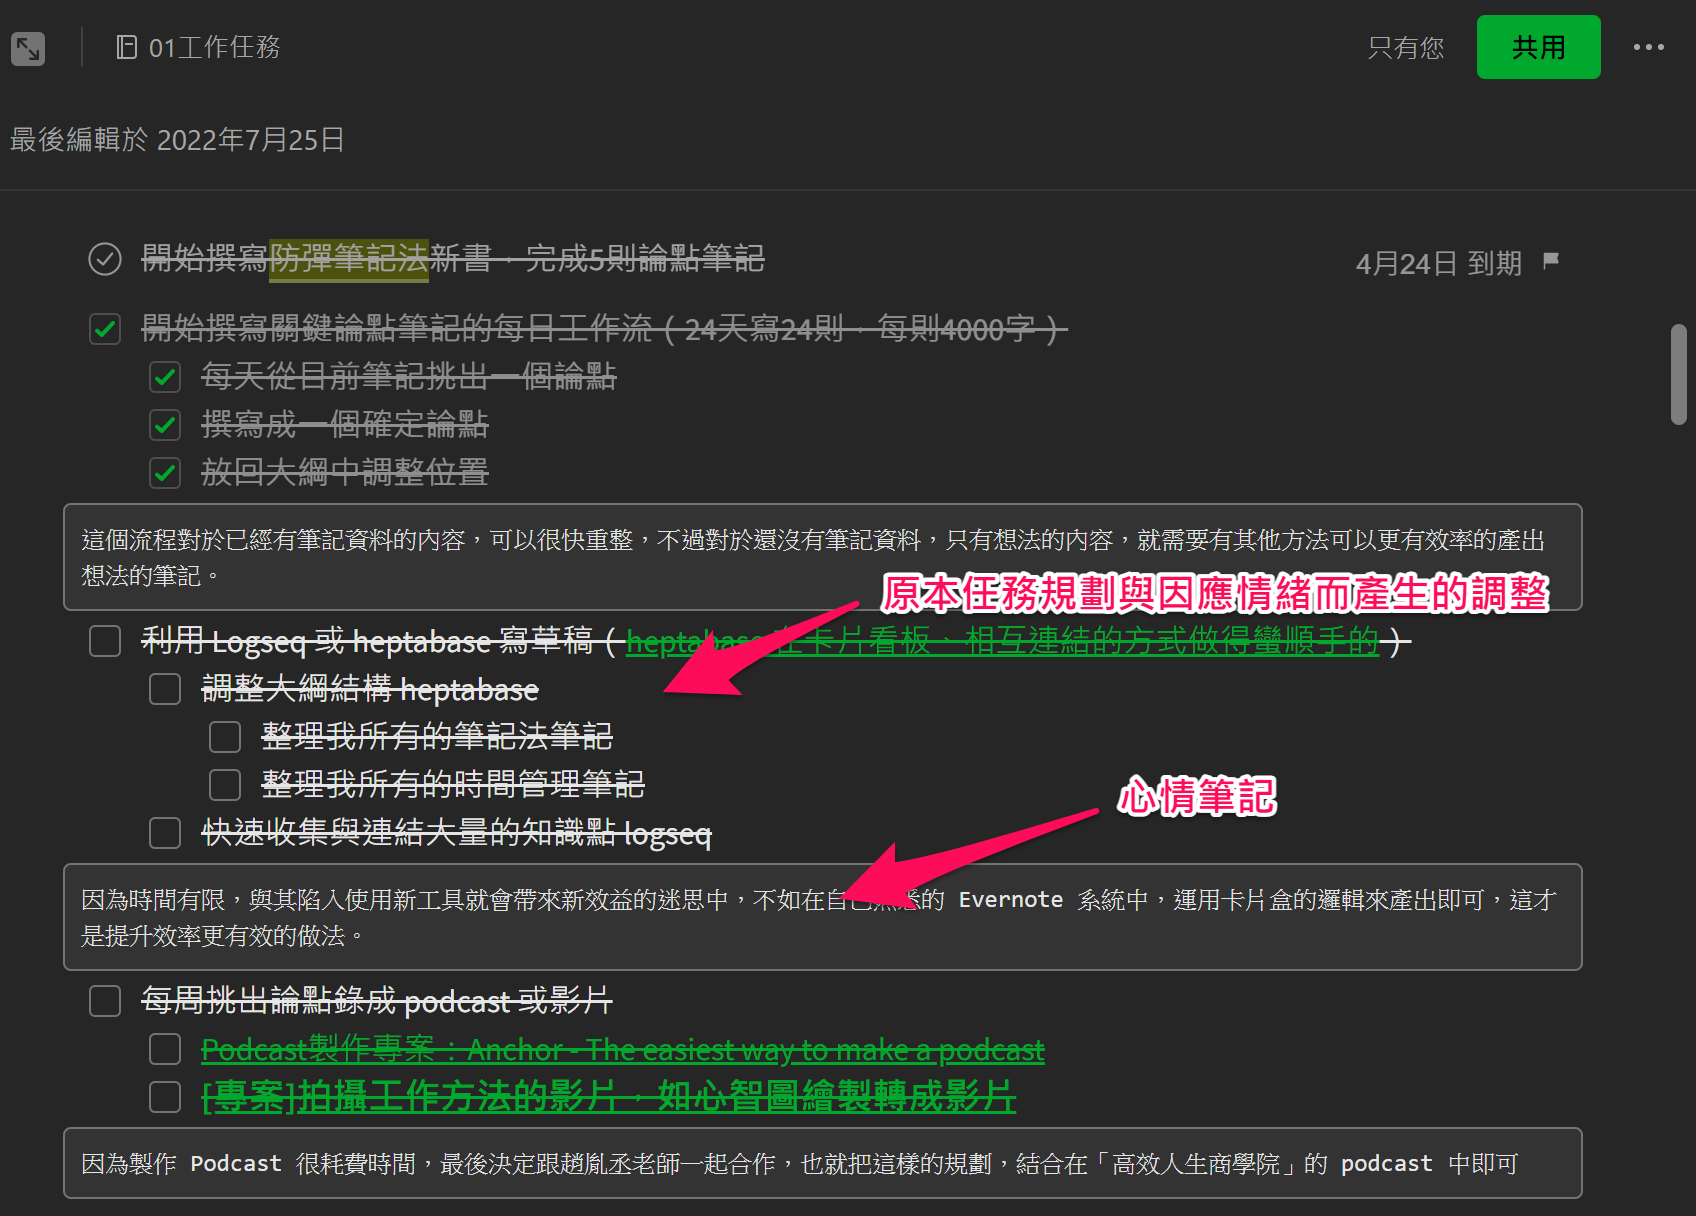 01工作任務
只有您
共用
最後編輯於 2022年7月25日
開始撰寫防彈筆記法新書，完成5則論點筆記
4月24日 到期
開始撰寫關鍵論點筆記的每日工作流（24天寫24則，每則4000字）
每天從目前筆記挑出一個論點
撰寫成一個確定論點
放回大綱中調整位置
這個流程對於已經有筆記資料的內容，可以很快重整，不過對於還沒有筆記資料，只有想法的內容，就需要有其他方法可以更有效率的產出
想法的筆記。
原本任務規劃與因應情緒而產生的調整
利用 Logseq 或 heptabase 寫草稿（heptabase 在卡片看板、相互連結的方式做得蠻順手的）
調整大綱結構 heptabase
整理我所有的筆記法筆記
整理我所有的時間管理筆記
心情筆記
快速收集與連結大量的知識點 logseq
因為時間有限，與其陷入使用新工具就會帶來新效益的迷思中，不如在自己的 Evernote 系統中，運用卡片盒的邏輯來產出即可，這才
是提升效率更有效的做法。
每周挑出論點錄成 podcast 或影片
Podcast製作專案：Anchor - The easiest way to make a podcast
[專案]拍攝工作方法的影片，如心智圖繪製轉成影片
因為製作 Podcast 很耗費時間，最後決定跟趙胤丞老師一起合作，也就把這樣的規劃，結合在「高效人生商學院」的 podcast 中即可